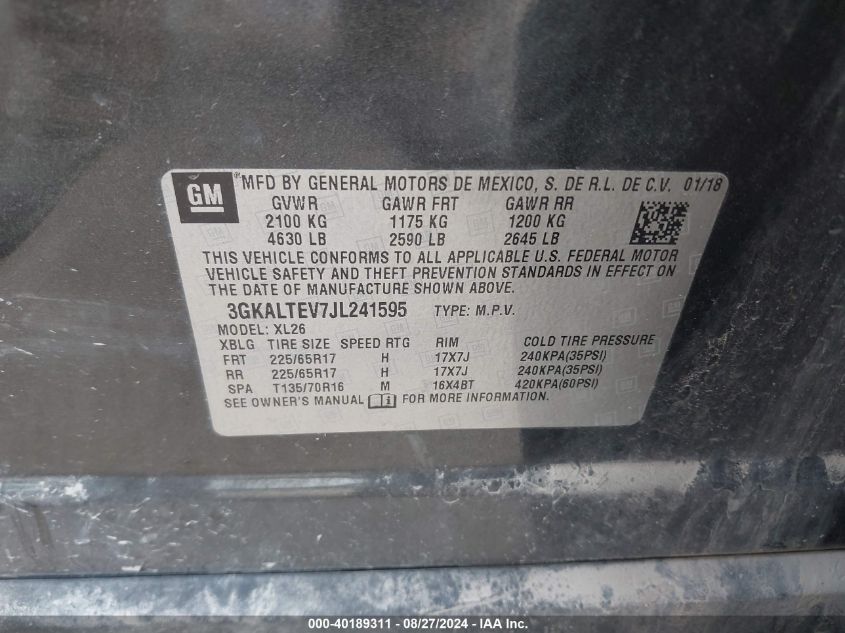 GM ® MFD BY GENERAL MOTORS DE MEXICO, S. DE R.L. DE C.V. 01/18
GVWR GAWR FRT GAWR RR
2100 KG 1175 KG 1200 KG
4630 LB 2590 LB 2645 LB
THIS VEHICLE CONFORMS TO ALL APPLICABLE U.S. FEDERAL MOTOR
VEHICLE SAFETY AND THEFT PREVENTION STANDARDS IN EFFECT ON
THE DATE OF MANUFACTURE SHOWN ABOVE.
3GKALTEV7JL241595 TYPE: M.P.V.
MODEL: XL26
XBLG TIRE SIZE SPEED RTG RIM COLD TIRE PRESSURE
FRT 225/65R17 H 17X7J 240KPA(35PSI)
RR 225/65R17 H 17X7J 240KPA(35PSI)
SPA T135/70R16 M 16X4BT 420KPA(60PSI)
SEE OWNER'S MANUAL FOR MORE INFORMATION.
000-40189311 - 08/27/2024 - IAA Inc.